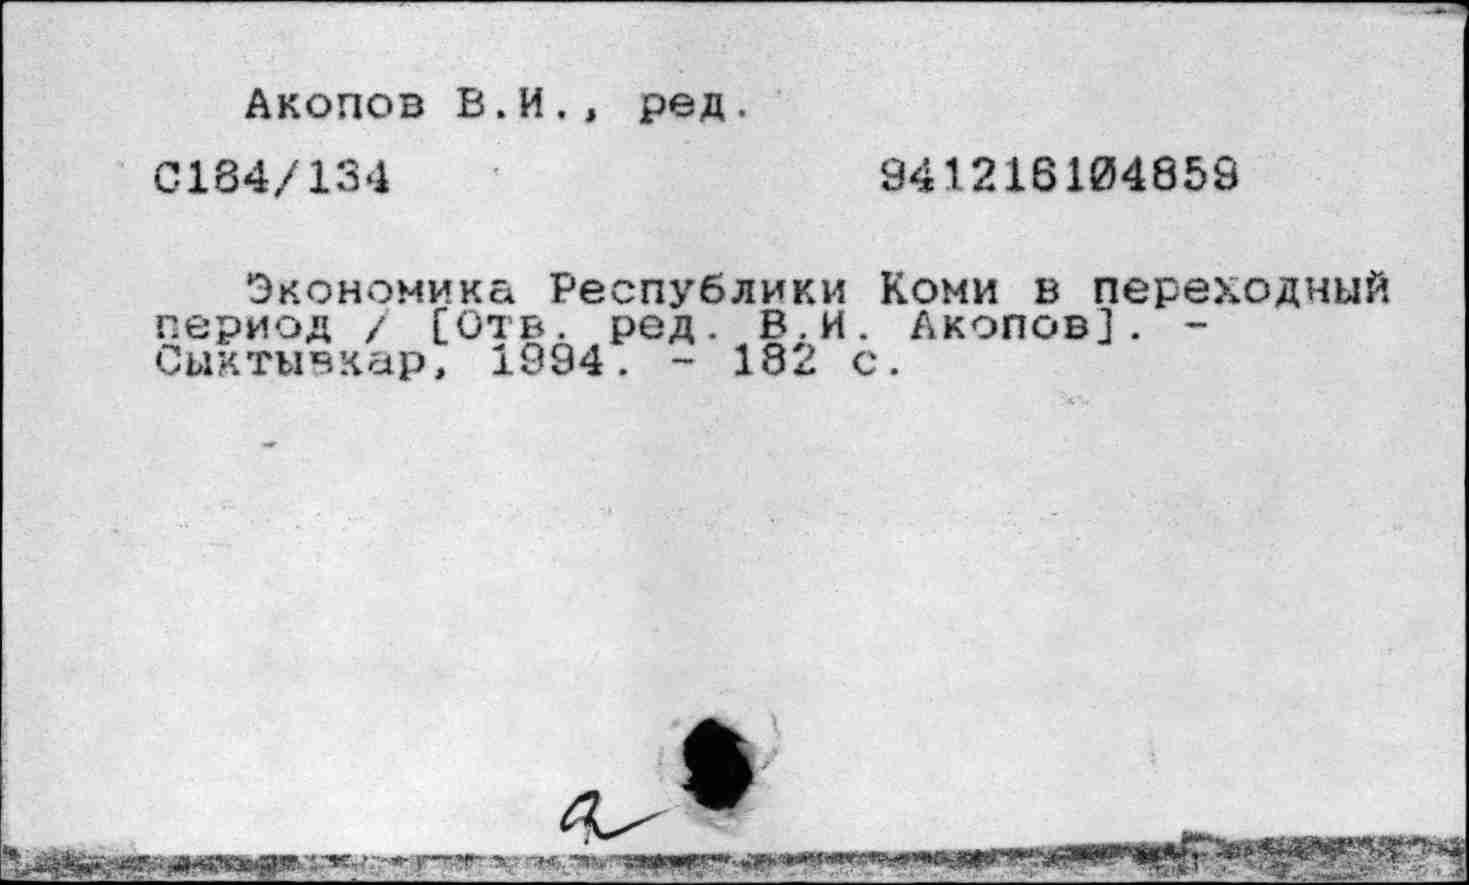 Акопов В.И., ред.
С184/134 941216104859
Экономика Республики Коми в переходный
период / [Отв. ред. В.И. Акопов]. -
Сыктывкар, 1994. - 182 с.